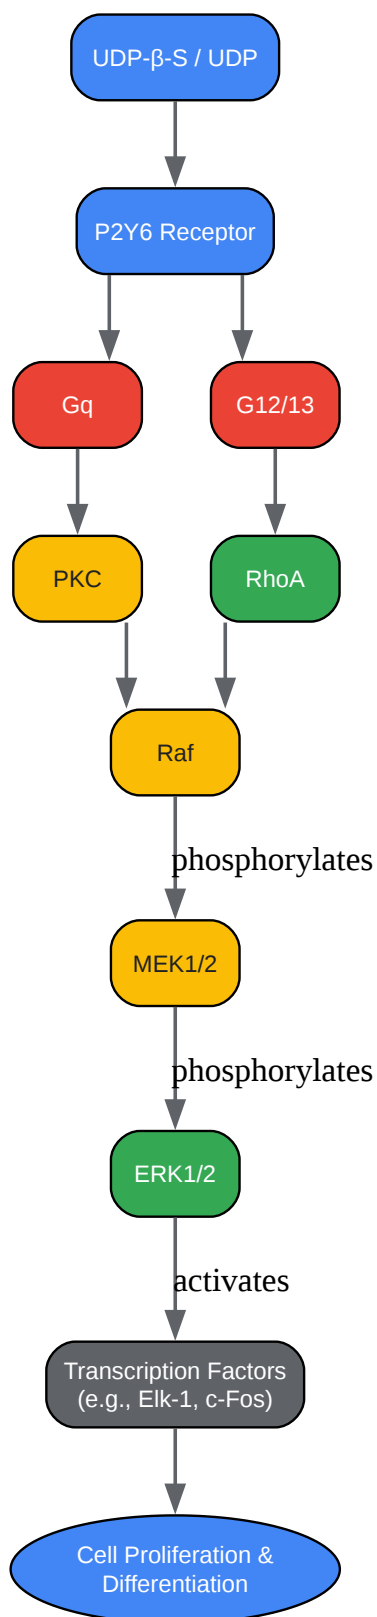 UDP-β-S / UDP
P2Y6 Receptor
Gq
G12/13
PKC
RhoA
Raf
phosphorylates
MEK1/2
phosphorylates
ERK1/2
activates
Transcription Factors
(e.g., Elk-1, c-Fos)
Cell Proliferation &
Differentiation